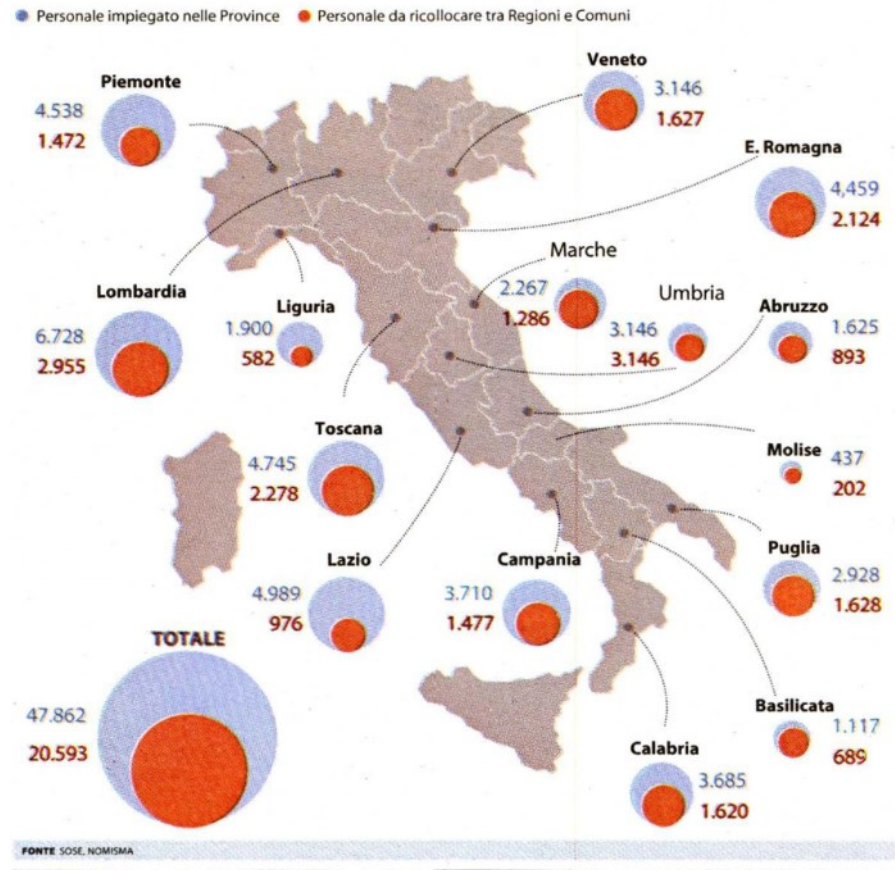 Personale impiegato nelle Province
Personale da ricollocare tra Regioni e Comuni
Piemonte
4.538
1.472
Veneto
3.146
1.627
E. Romagna
4,459
2.124
Lombardia
6.728
2.955
Liguria
1.900
582
Marche
2.267
1.286
Umbria
3.146
3.146
Abruzzo
1.625
893
Toscana
4.745
2.278
Molise
437
202
Lazio
4.989
976
Campania
3.710
1.477
Puglia
2.928
1.628
TOTALE
47.862
20.593
Basilicata
1.117
689
Calabria
3.685
1.620
FONTE SOSE, NOMISMA